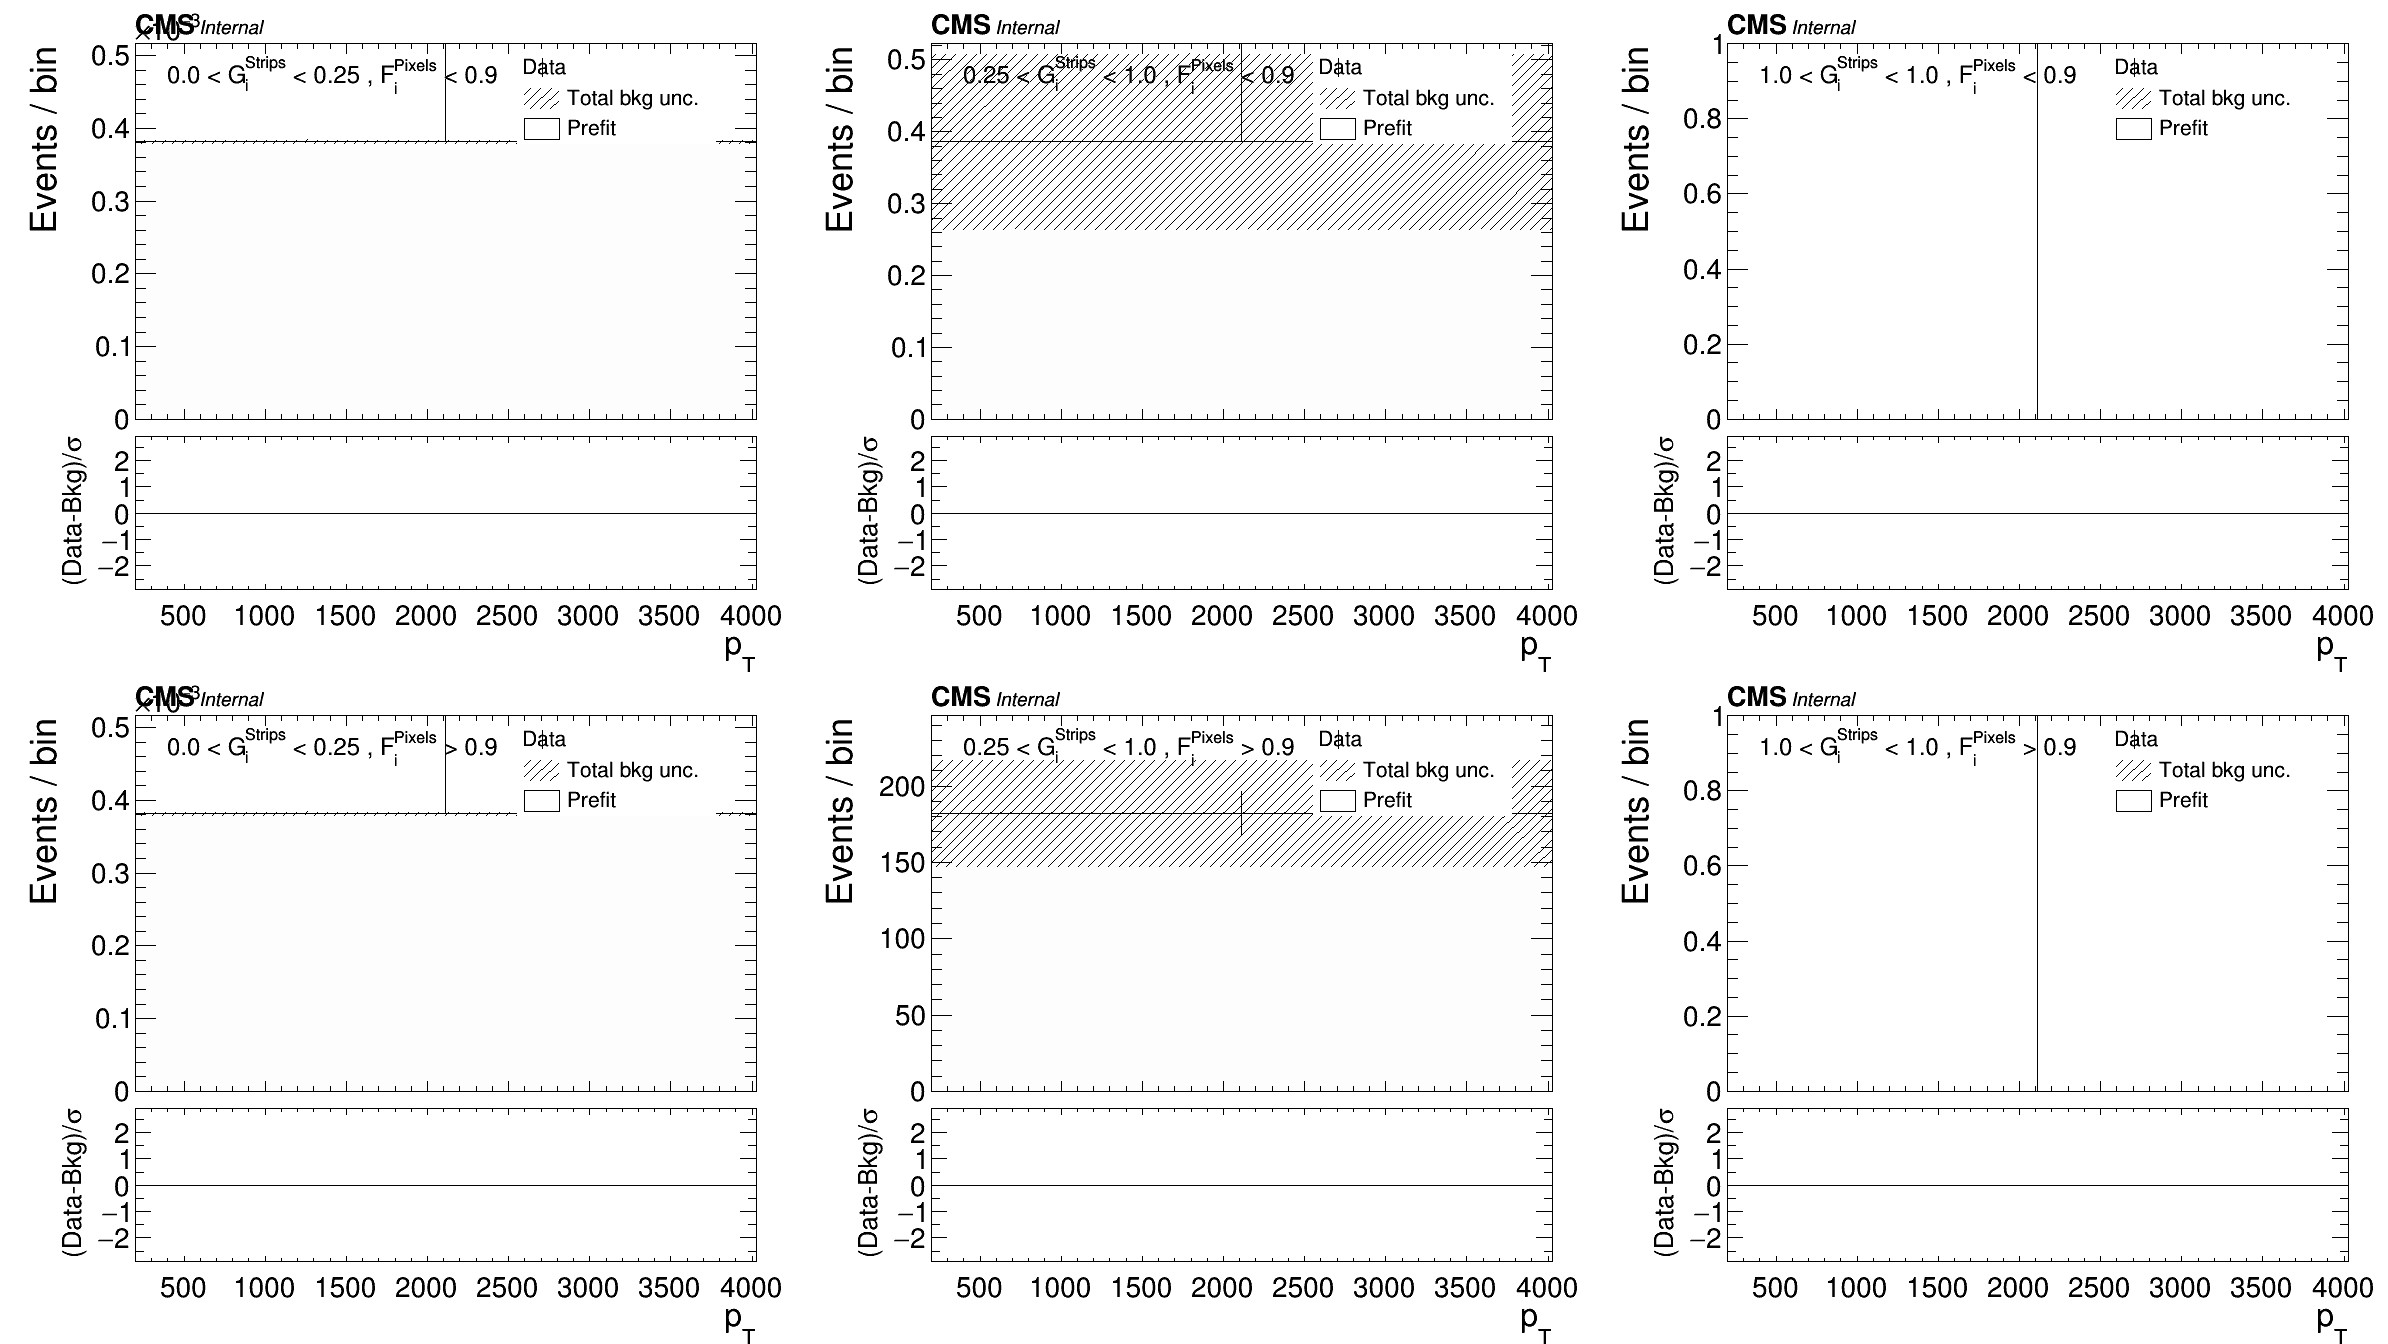 CMS Internal
×10⁻³
Events / bin
0.0 < G_i^Strips < 0.25 , F_i^Pixels < 0.9
Data
Total bkg unc.
Prefit
0.5
0.4
0.3
0.2
0.1
0
(Data-Bkg)/σ
2
1
0
−1
−2
500 1000 1500 2000 2500 3000 3500 4000
p_T
CMS Internal
Events / bin
0.25 < G_i^Strips < 1.0 , F_i^Pixels < 0.9
Data
Total bkg unc.
Prefit
0.5
0.4
0.3
0.2
0.1
0
(Data-Bkg)/σ
2
1
0
−1
−2
500 1000 1500 2000 2500 3000 3500 4000
p_T
CMS Internal
Events / bin
1.0 < G_i^Strips < 1.0 , F_i^Pixels < 0.9
Data
Total bkg unc.
Prefit
1
0.8
0.6
0.4
0.2
0
(Data-Bkg)/σ
2
1
0
−1
−2
500 1000 1500 2000 2500 3000 3500 4000
p_T
CMS Internal
×10⁻³
Events / bin
0.0 < G_i^Strips < 0.25 , F_i^Pixels > 0.9
Data
Total bkg unc.
Prefit
0.5
0.4
0.3
0.2
0.1
0
(Data-Bkg)/σ
2
1
0
−1
−2
500 1000 1500 2000 2500 3000 3500 4000
p_T
CMS Internal
Events / bin
0.25 < G_i^Strips < 1.0 , F_i^Pixels > 0.9
Data
Total bkg unc.
Prefit
200
150
100
50
0
(Data-Bkg)/σ
2
1
0
−1
−2
500 1000 1500 2000 2500 3000 3500 4000
p_T
CMS Internal
Events / bin
1.0 < G_i^Strips < 1.0 , F_i^Pixels > 0.9
Data
Total bkg unc.
Prefit
1
0.8
0.6
0.4
0.2
0
(Data-Bkg)/σ
2
1
0
−1
−2
500 1000 1500 2000 2500 3000 3500 4000
p_T